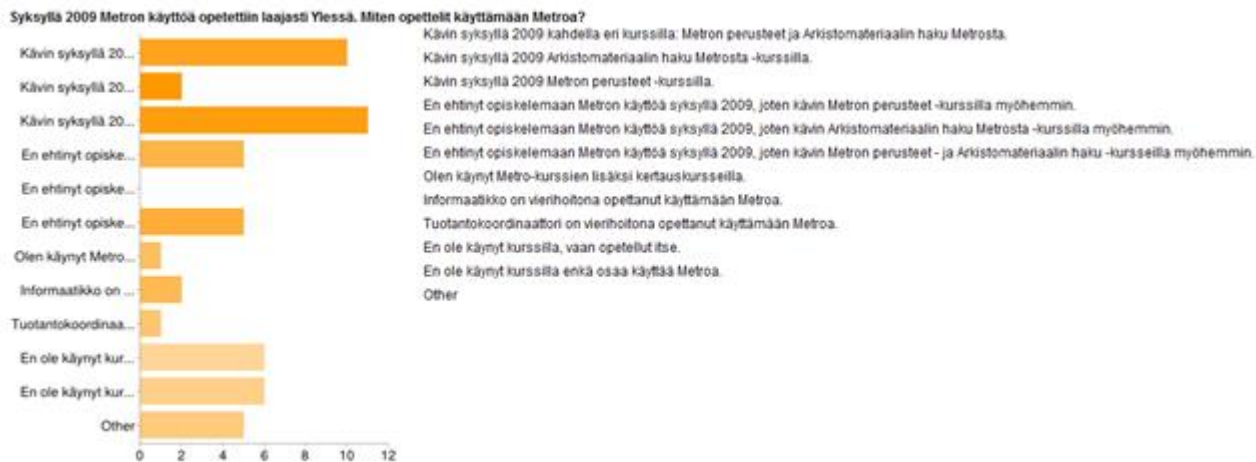 Syksyllä 2009 Metron käyttöä opetettiin laajasti Ylessä. Miten opettelit käyttämään Metroa?
Kävin syksyllä 20...
Kävin syksyllä 20...
Kävin syksyllä 20...
En ehtinyt opiske...
En ehtinyt opiske...
En ehtinyt opiske...
Olen käynyt Metro...
Informaatikko on ...
Tuotantokoordinaa...
En ole käynyt kur...
En ole käynyt kur...
Other
0 2 4 6 8 10 12
Kävin syksyllä 2009 kahdella eri kurssilla: Metron perusteet ja Arkistomateriaalin haku Metrosta.
Kävin syksyllä 2009 Arkistomateriaalin haku Metrosta -kurssilla.
Kävin syksyllä 2009 Metron perusteet -kurssilla.
En ehtinyt opiskelemaan Metron käyttöä syksyllä 2009, joten kävin Metron perusteet -kurssilla myöhemmin.
En ehtinyt opiskelemaan Metron käyttöä syksyllä 2009, joten kävin Arkistomateriaalin haku Metrosta -kurssilla myöhemmin.
En ehtinyt opiskelemaan Metron käyttöä syksyllä 2009, joten kävin Metron perusteet - ja Arkistomateriaalin haku -kursseilla myöhemmin.
Olen käynyt Metro-kurssien lisäksi kertauskursseilla.
Informaatikko on vierihoitona opettanut käyttämään Metroa.
Tuotantokoordinaattori on vierihoitona opettanut käyttämään Metroa.
En ole käynyt kurssilla, vaan opetellut itse.
En ole käynyt kurssilla enkä osaa käyttää Metroa.
Other